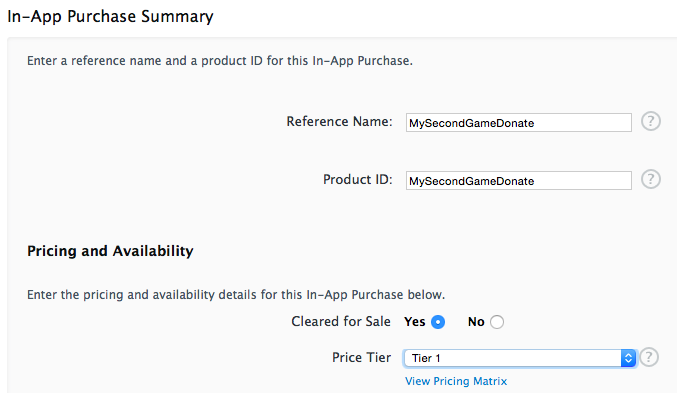 In-App Purchase Summary
Enter a reference name and a product ID for this In-App Purchase.
Reference Name: MySecondGameDonate ?
Product ID: MySecondGameDonate ?
Pricing and Availability
Enter the pricing and availability details for this In-App Purchase below.
Cleared for Sale Yes No
Price Tier Tier 1 ?
View Pricing Matrix